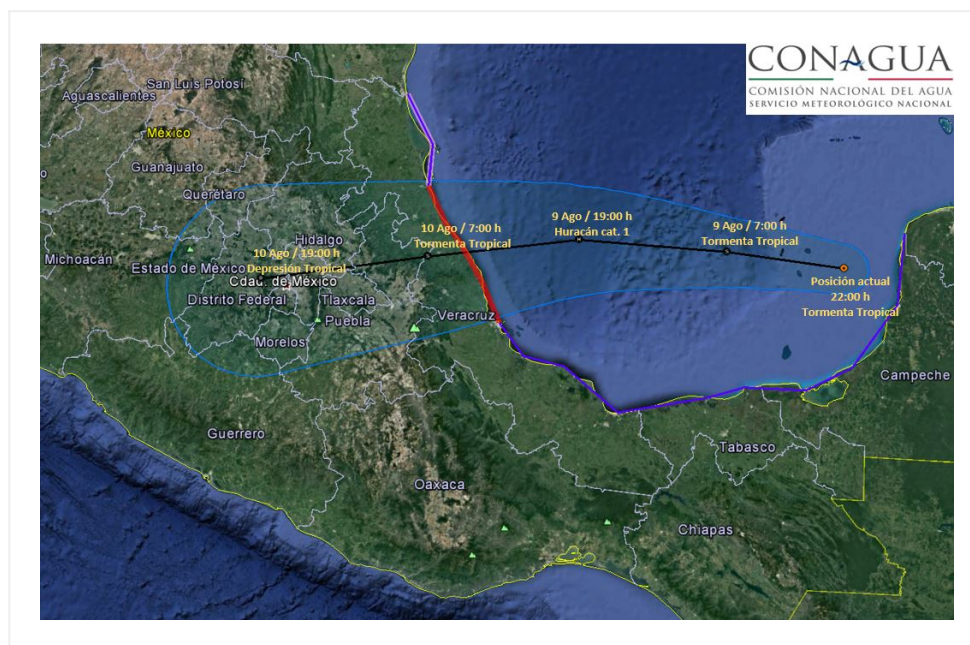 CONAGUA
COMISIÓN NACIONAL DEL AGUA
SERVICIO METEOROLÓGICO NACIONAL
San Luis Potosí
Aguascalientes
México
Guanajuato
Querétaro
Michoacán
Estado de México
Hidalgo
10 Ago / 19:00 h
Depresión Tropical
Cdad. de México
Distrito Federal
Tlaxcala
Puebla
Morelos
10 Ago / 7:00 h
Tormenta Tropical
9 Ago / 19:00 h
Huracán cat. 1
9 Ago / 7:00 h
Tormenta Tropical
Posición actual
22:00 h
Tormenta Tropical
Veracruz
Campeche
Guerrero
Oaxaca
Tabasco
Chiapas